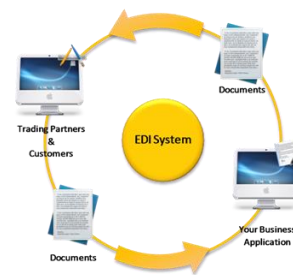 Documents
Trading Partners
&
Customers
EDI System
Your Business
Application
Documents